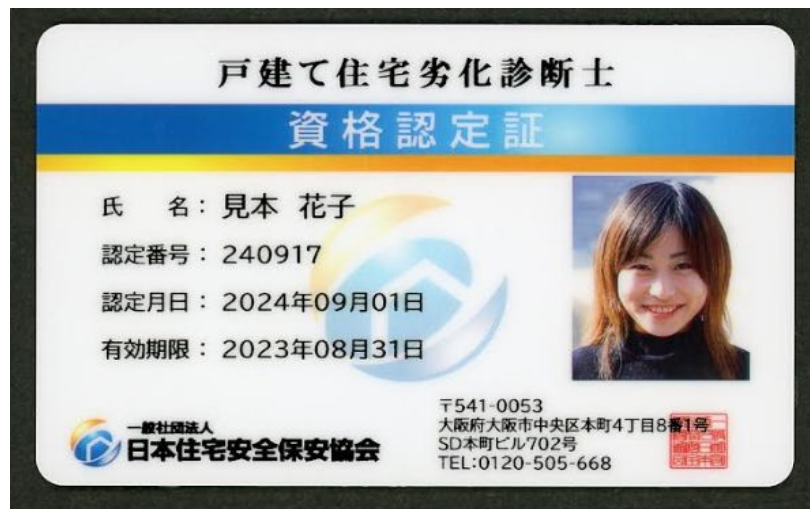 戸建て住宅劣化診断士
資格認定証
氏 名：見本 花子
認定番号：240917
認定月日：2024年09月01日
有効期限：2023年08月31日
一般社団法人
日本住宅安全保安協会
〒541-0053
大阪府大阪市中央区本町4丁目8番1号
SD本町ビル702号
TEL:0120-505-668